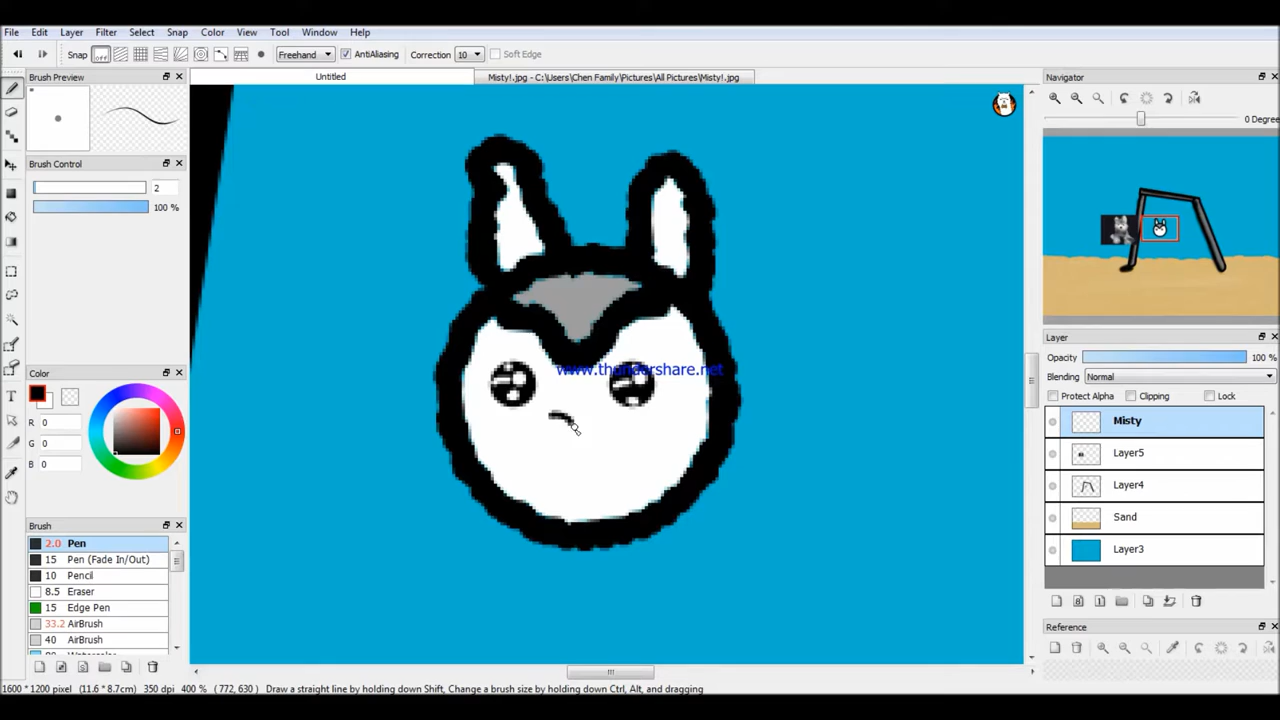 File Edit Layer Filter Select Snap Color View Tool Window Help
Snap off Freehand AntiAliasing Correction 10 Soft Edge
Brush Preview
Untitled
Misty!.jpg - C:\Users\Chen Family\Pictures\All Pictures\Misty!.jpg
Navigator
0 Degree
Brush Control
2
100 %
www.thundershare.net
Layer
Opacity 100 %
Blending Normal
Protect Alpha Clipping Lock
Misty
Layer5
Layer4
Sand
Layer3
Color
R 0
G 0
B 0
Brush
2.0 Pen
15 Pen (Fade In/Out)
10 Pencil
8.5 Eraser
15 Edge Pen
33.2 AirBrush
40 AirBrush
80 Watercolor
Reference
1600 * 1200 pixel (11.6 * 8.7cm) 350 dpi 400 % (772, 630) Draw a straight line by holding down Shift, Change a brush size by holding down Ctrl, Alt, and dragging